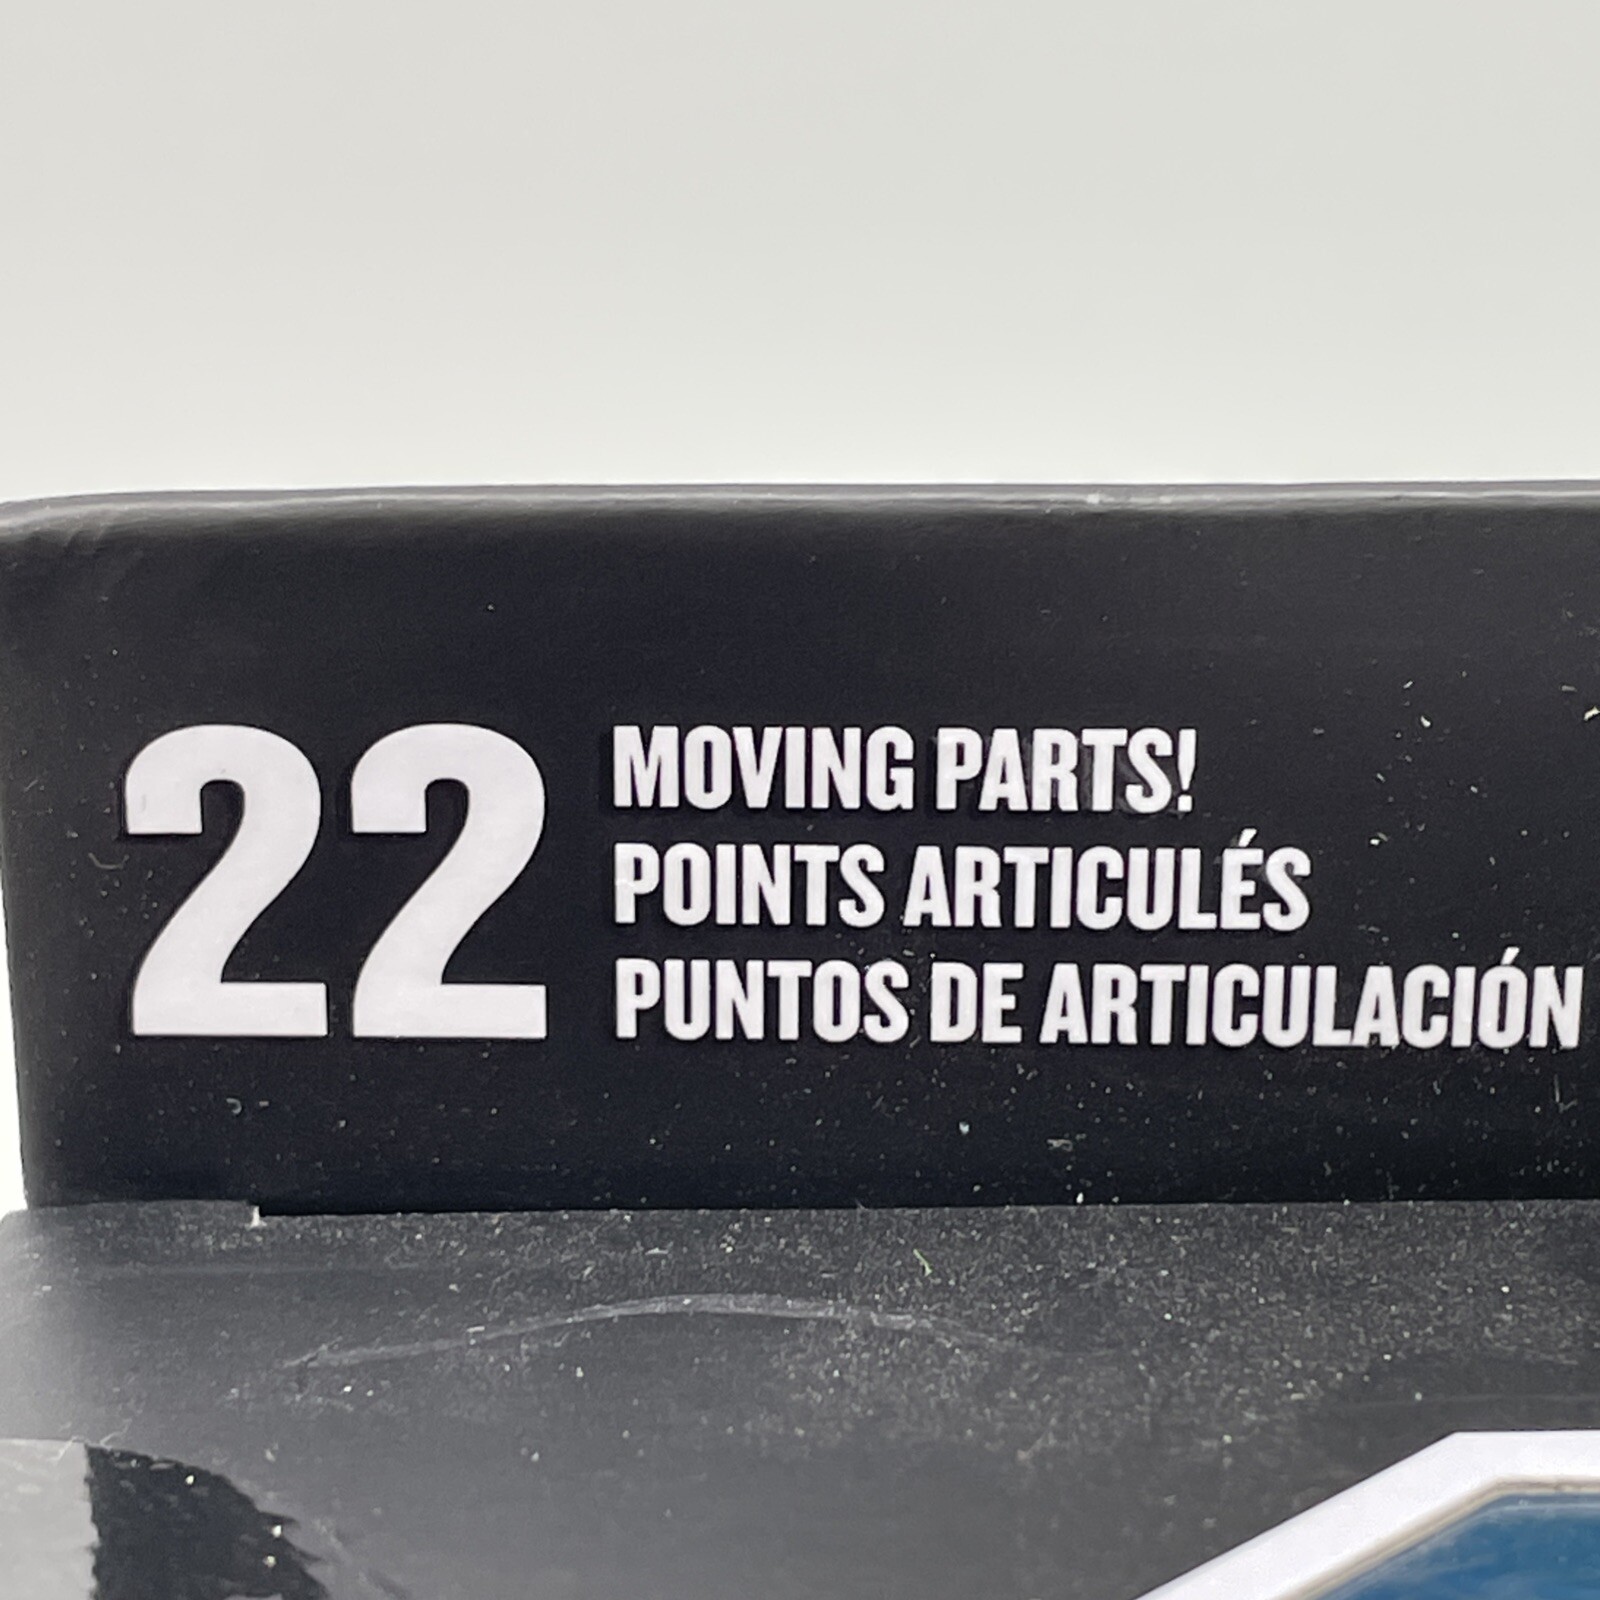 22
MOVING PARTS!
POINTS ARTICULÉS
PUNTOS DE ARTICULACIÓN